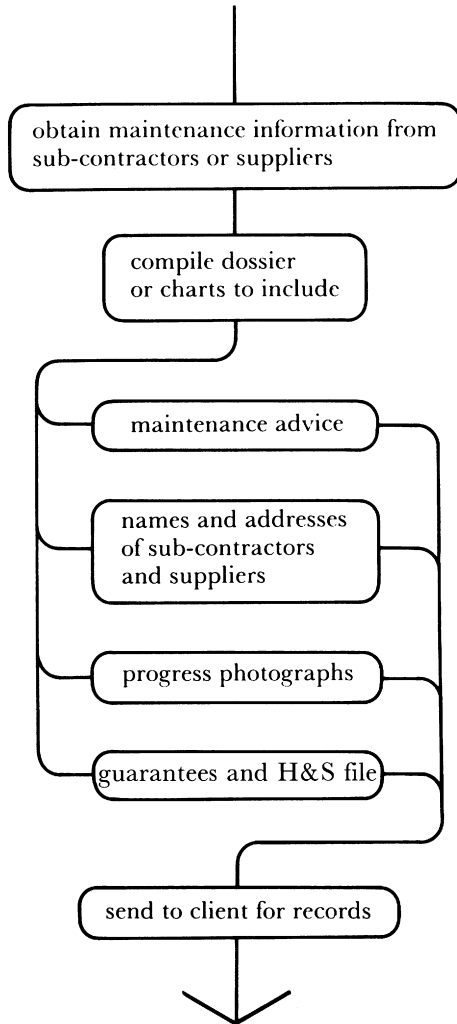 obtain maintenance information from
sub-contractors or suppliers
compile dossier
or charts to include
maintenance advice
names and addresses
of sub-contractors
and suppliers
progress photographs
guarantees and H&S file
send to client for records